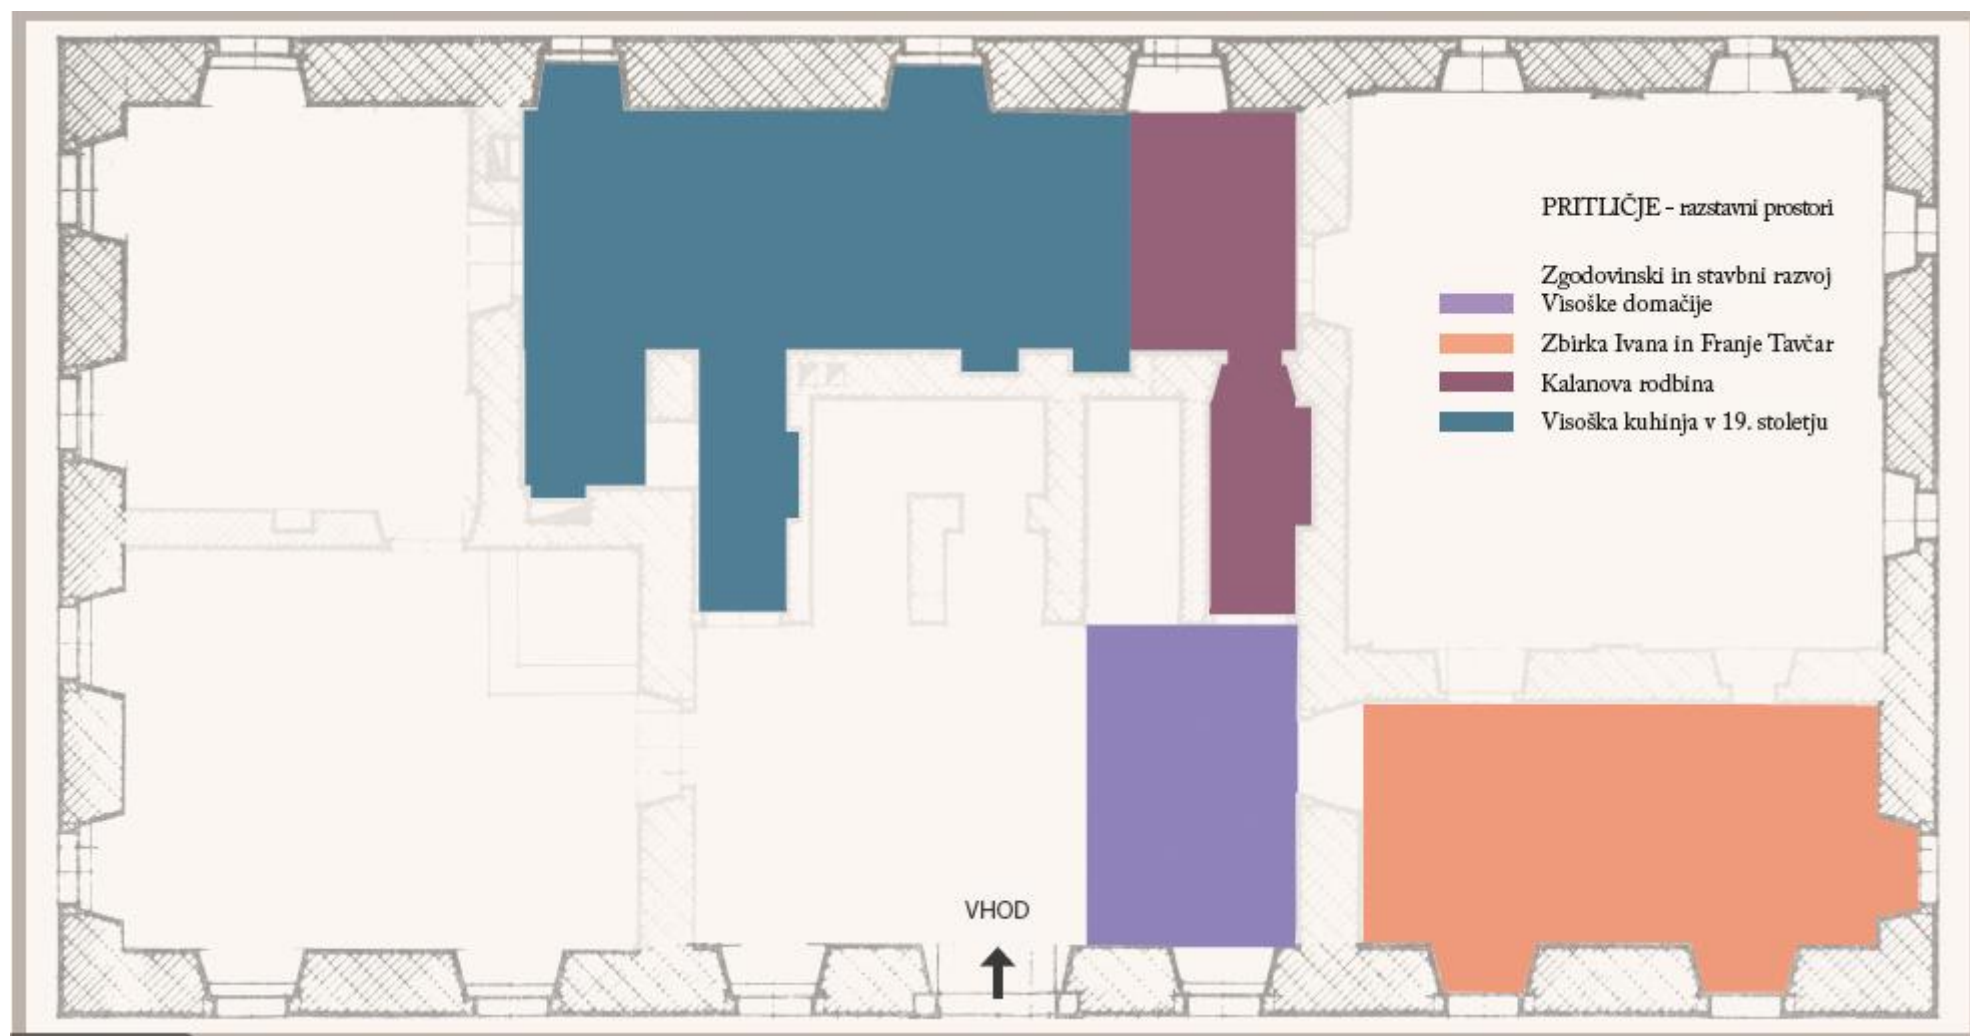 PRITLIČJE - razstavni prostori
Zgodovinski in stavbni razvoj
Visoške domačije
Zbirka Ivana in Franje Tavčar
Kalanova rodbina
Visoška kuhinja v 19. stoletju
VHOD